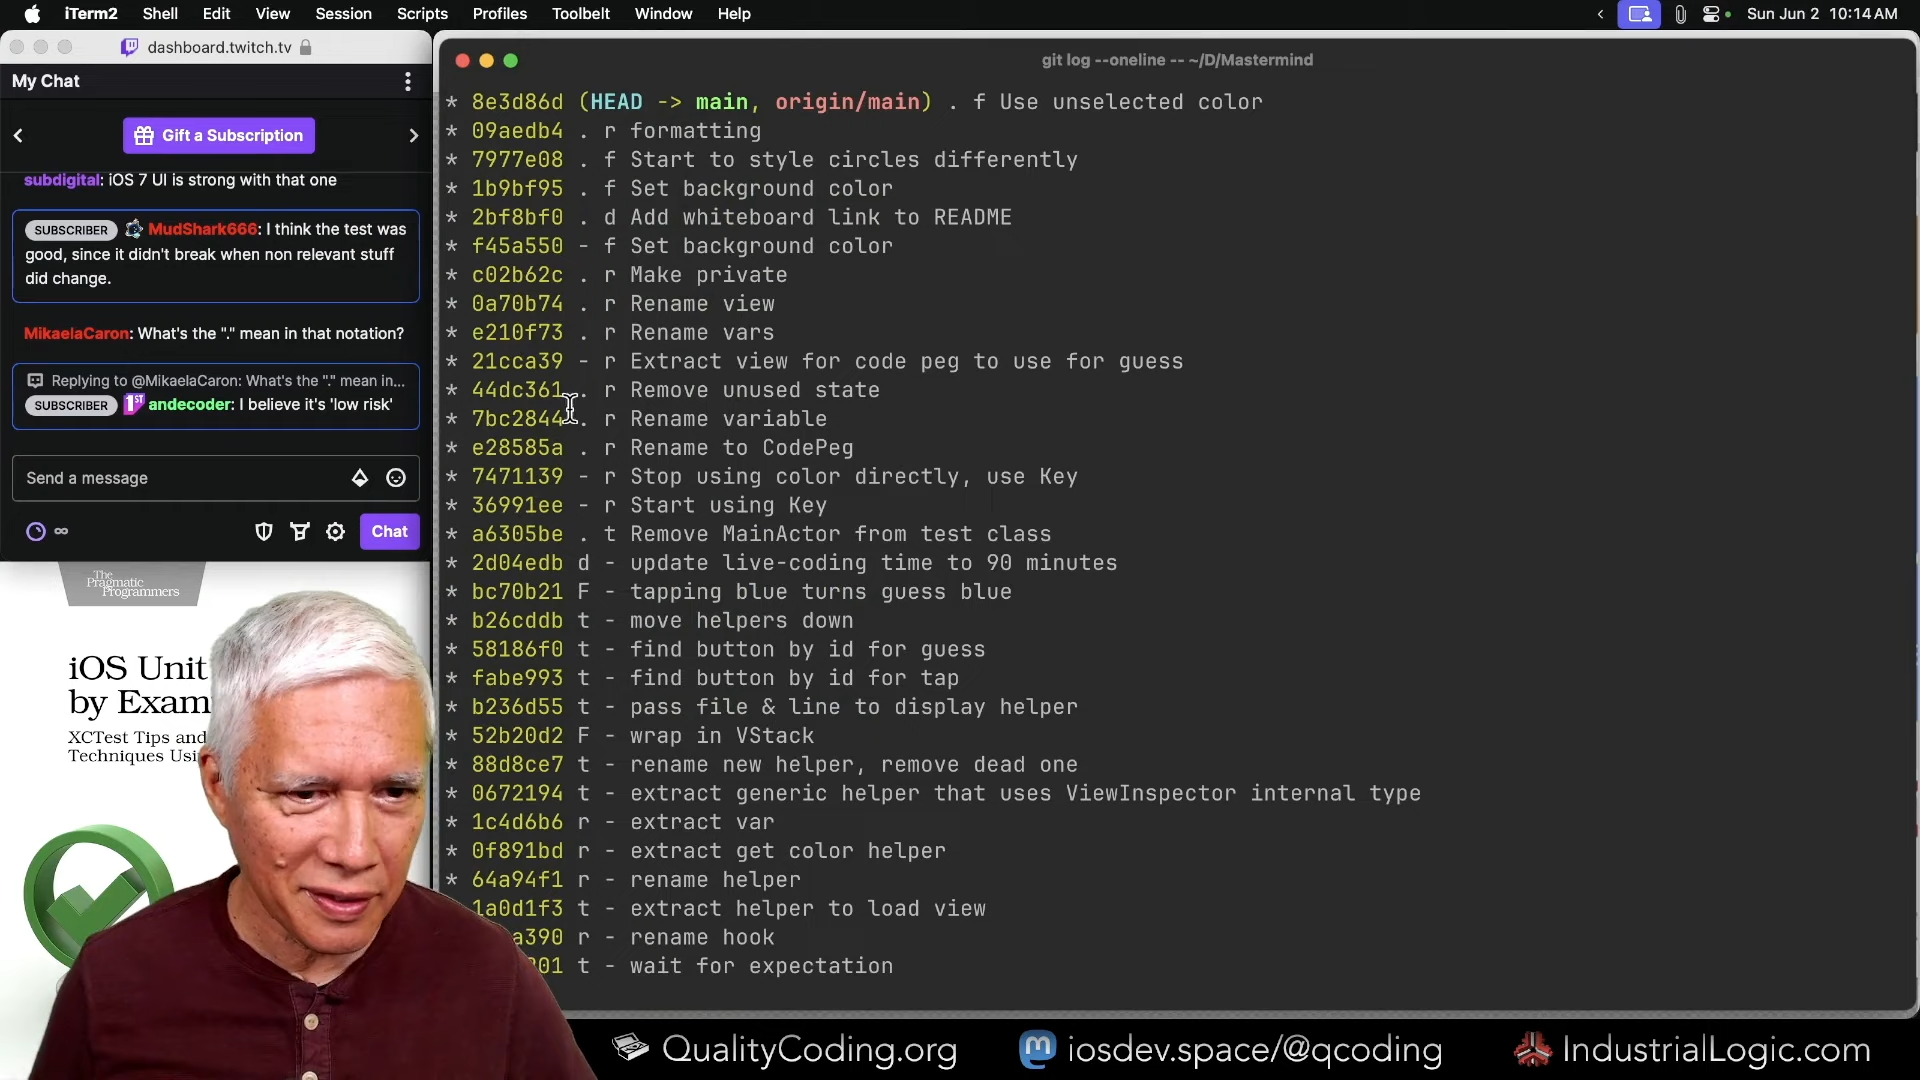 iTerm2 Shell Edit View Session Scripts Profiles Toolbelt Window Help Sun Jun 2 10:14 AM
dashboard.twitch.tv
My Chat
Gift a Subscription
subdigital: iOS 7 UI is strong with that one
SUBSCRIBER MudShark666: I think the test was
good, since it didn't break when non relevant stuff
did change.
MikaelaCaron: What's the "." mean in that notation?
Replying to @MikaelaCaron: What's the "." mean in...
SUBSCRIBER 1ST andecoder: I believe it's 'low risk'
Send a message
Chat
The
Pragmatic
Programmers
iOS Unit
by Exam
XCTest Tips and
Techniques Usi
git log --oneline -- ~/D/Mastermind
* 8e3d86d (HEAD -> main, origin/main) . f Use unselected color
* 09aedb4 . r formatting
* 7977e08 . f Start to style circles differently
* 1b9bf95 . f Set background color
* 2bf8bf0 . d Add whiteboard link to README
* f45a550 - f Set background color
* c02b62c . r Make private
* 0a70b74 . r Rename view
* e210f73 . r Rename vars
* 21cca39 - r Extract view for code peg to use for guess
* 44dc361 . r Remove unused state
* 7bc2844 . r Rename variable
* e28585a . r Rename to CodePeg
* 7471139 - r Stop using color directly, use Key
* 36991ee - r Start using Key
* a6305be . t Remove MainActor from test class
* 2d04edb d - update live-coding time to 90 minutes
* bc70b21 F - tapping blue turns guess blue
* b26cddb t - move helpers down
* 58186f0 t - find button by id for guess
* fabe993 t - find button by id for tap
* b236d55 t - pass file & line to display helper
* 52b20d2 F - wrap in VStack
* 88d8ce7 t - rename new helper, remove dead one
* 0672194 t - extract generic helper that uses ViewInspector internal type
* 1c4d6b6 r - extract var
* 0f891bd r - extract get color helper
* 64a94f1 r - rename helper
1a0d1f3 t - extract helper to load view
a390 r - rename hook
01 t - wait for expectation
QualityCoding.org iosdev.space/@qcoding IndustrialLogic.com